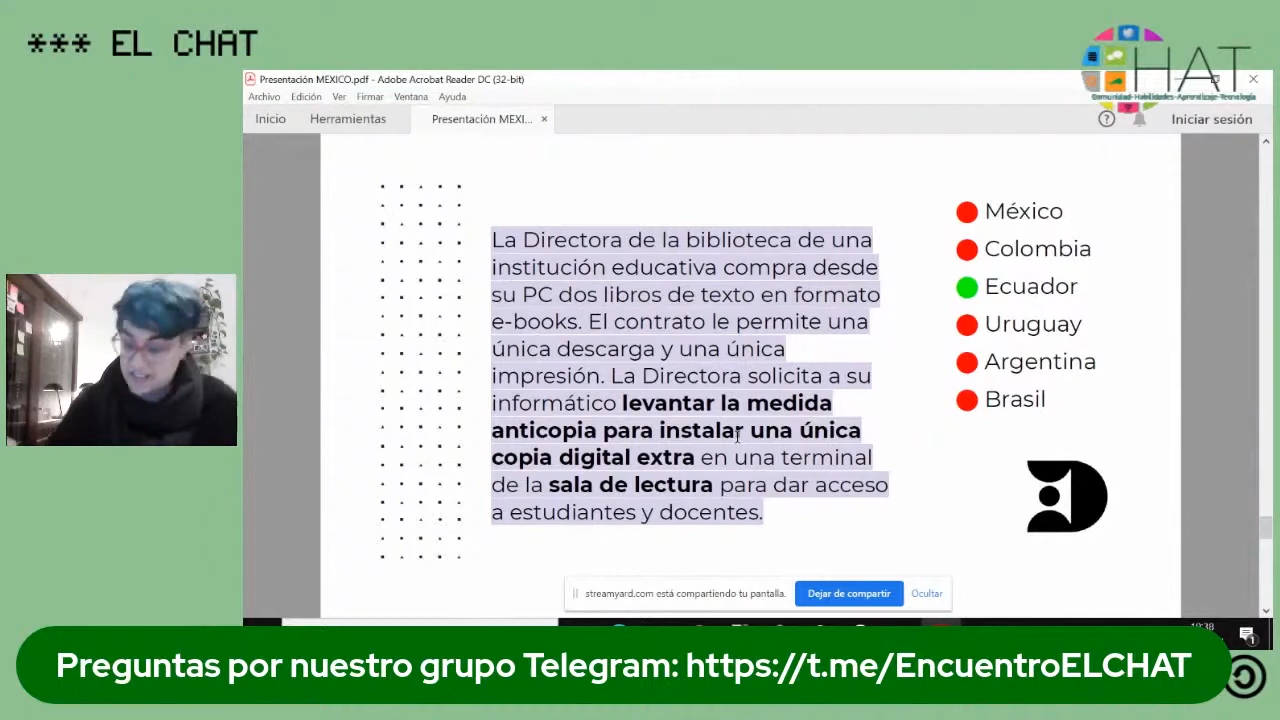 *** EL CHAT
HAT
Comunidad-Habilidades-Aprendizaje-Tecnología
Presentación MEXICO.pdf - Adobe Acrobat Reader DC (32-bit)
Archivo Edición Ver Firmar Ventana Ayuda
Inicio Herramientas Presentación MEXI... × ? Iniciar sesión
La Directora de la biblioteca de una
institución educativa compra desde
su PC dos libros de texto en formato
e-books. El contrato le permite una
única descarga y una única
impresión. La Directora solicita a su
informático levantar la medida
anticopia para instalar una única
copia digital extra en una terminal
de la sala de lectura para dar acceso
a estudiantes y docentes.
México
Colombia
Ecuador
Uruguay
Argentina
Brasil
streamyard.com está compartiendo tu pantalla. Dejar de compartir Ocultar
Preguntas por nuestro grupo Telegram: https://t.me/EncuentroELCHAT